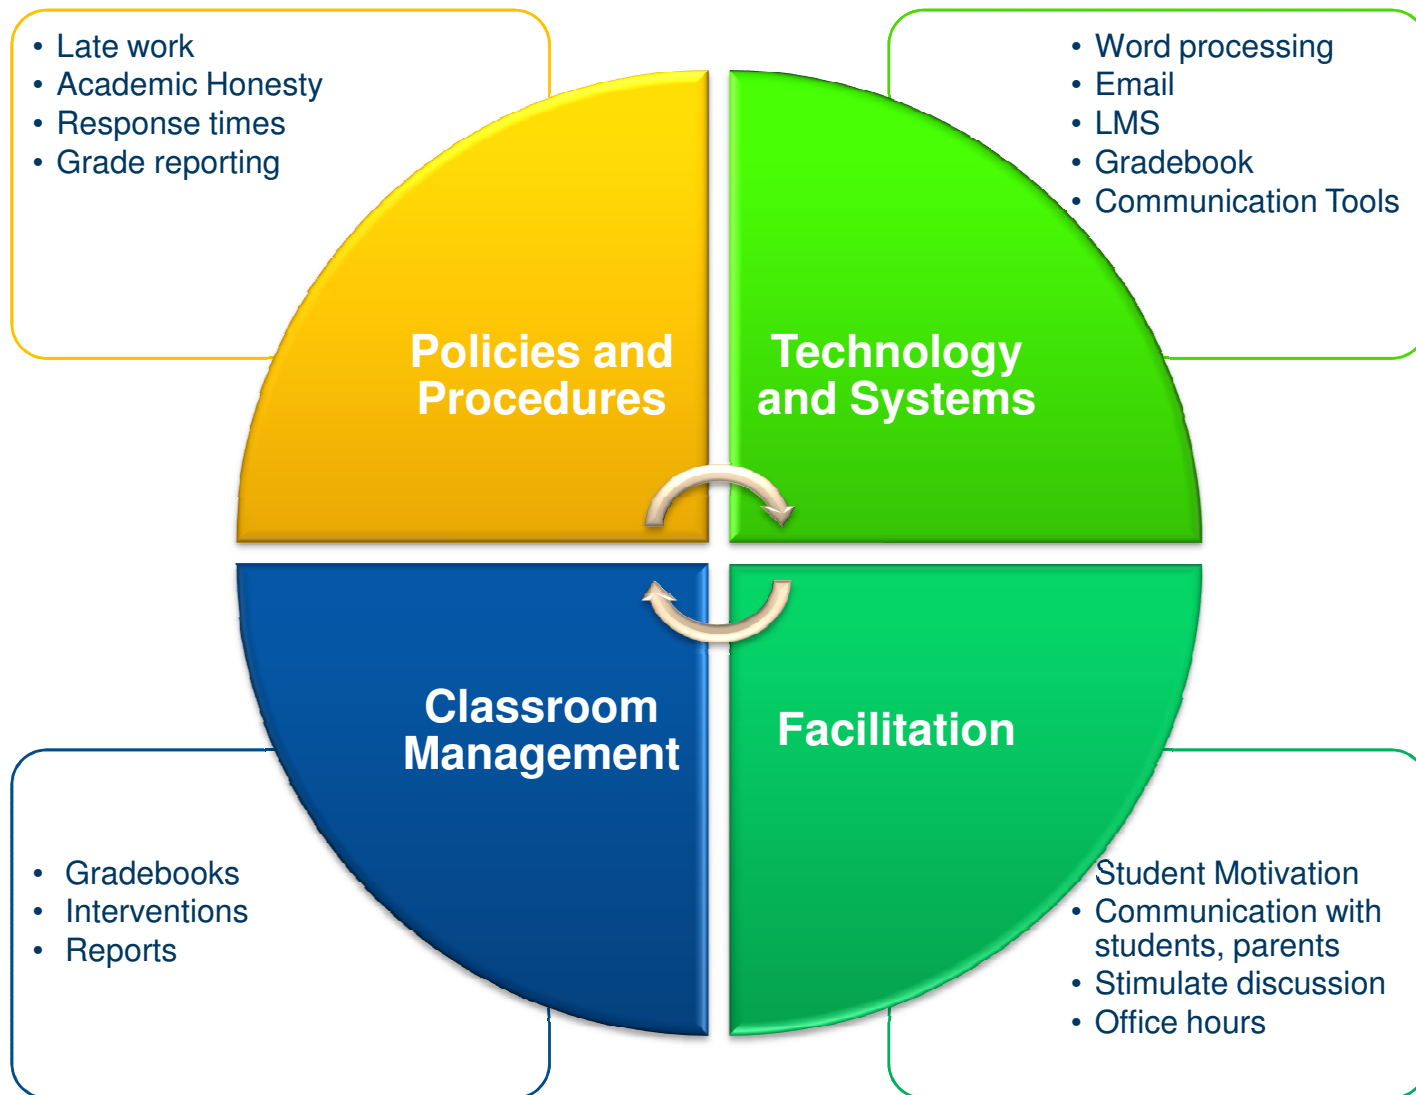 • Late work
• Academic Honesty
• Response times
• Grade reporting
• Word processing
• Email
• LMS
• Gradebook
• Communication Tools
Policies and
Procedures
Technology
and Systems
Classroom
Management
Facilitation
• Gradebooks
• Interventions
• Reports
Student Motivation
• Communication with
students, parents
• Stimulate discussion
• Office hours